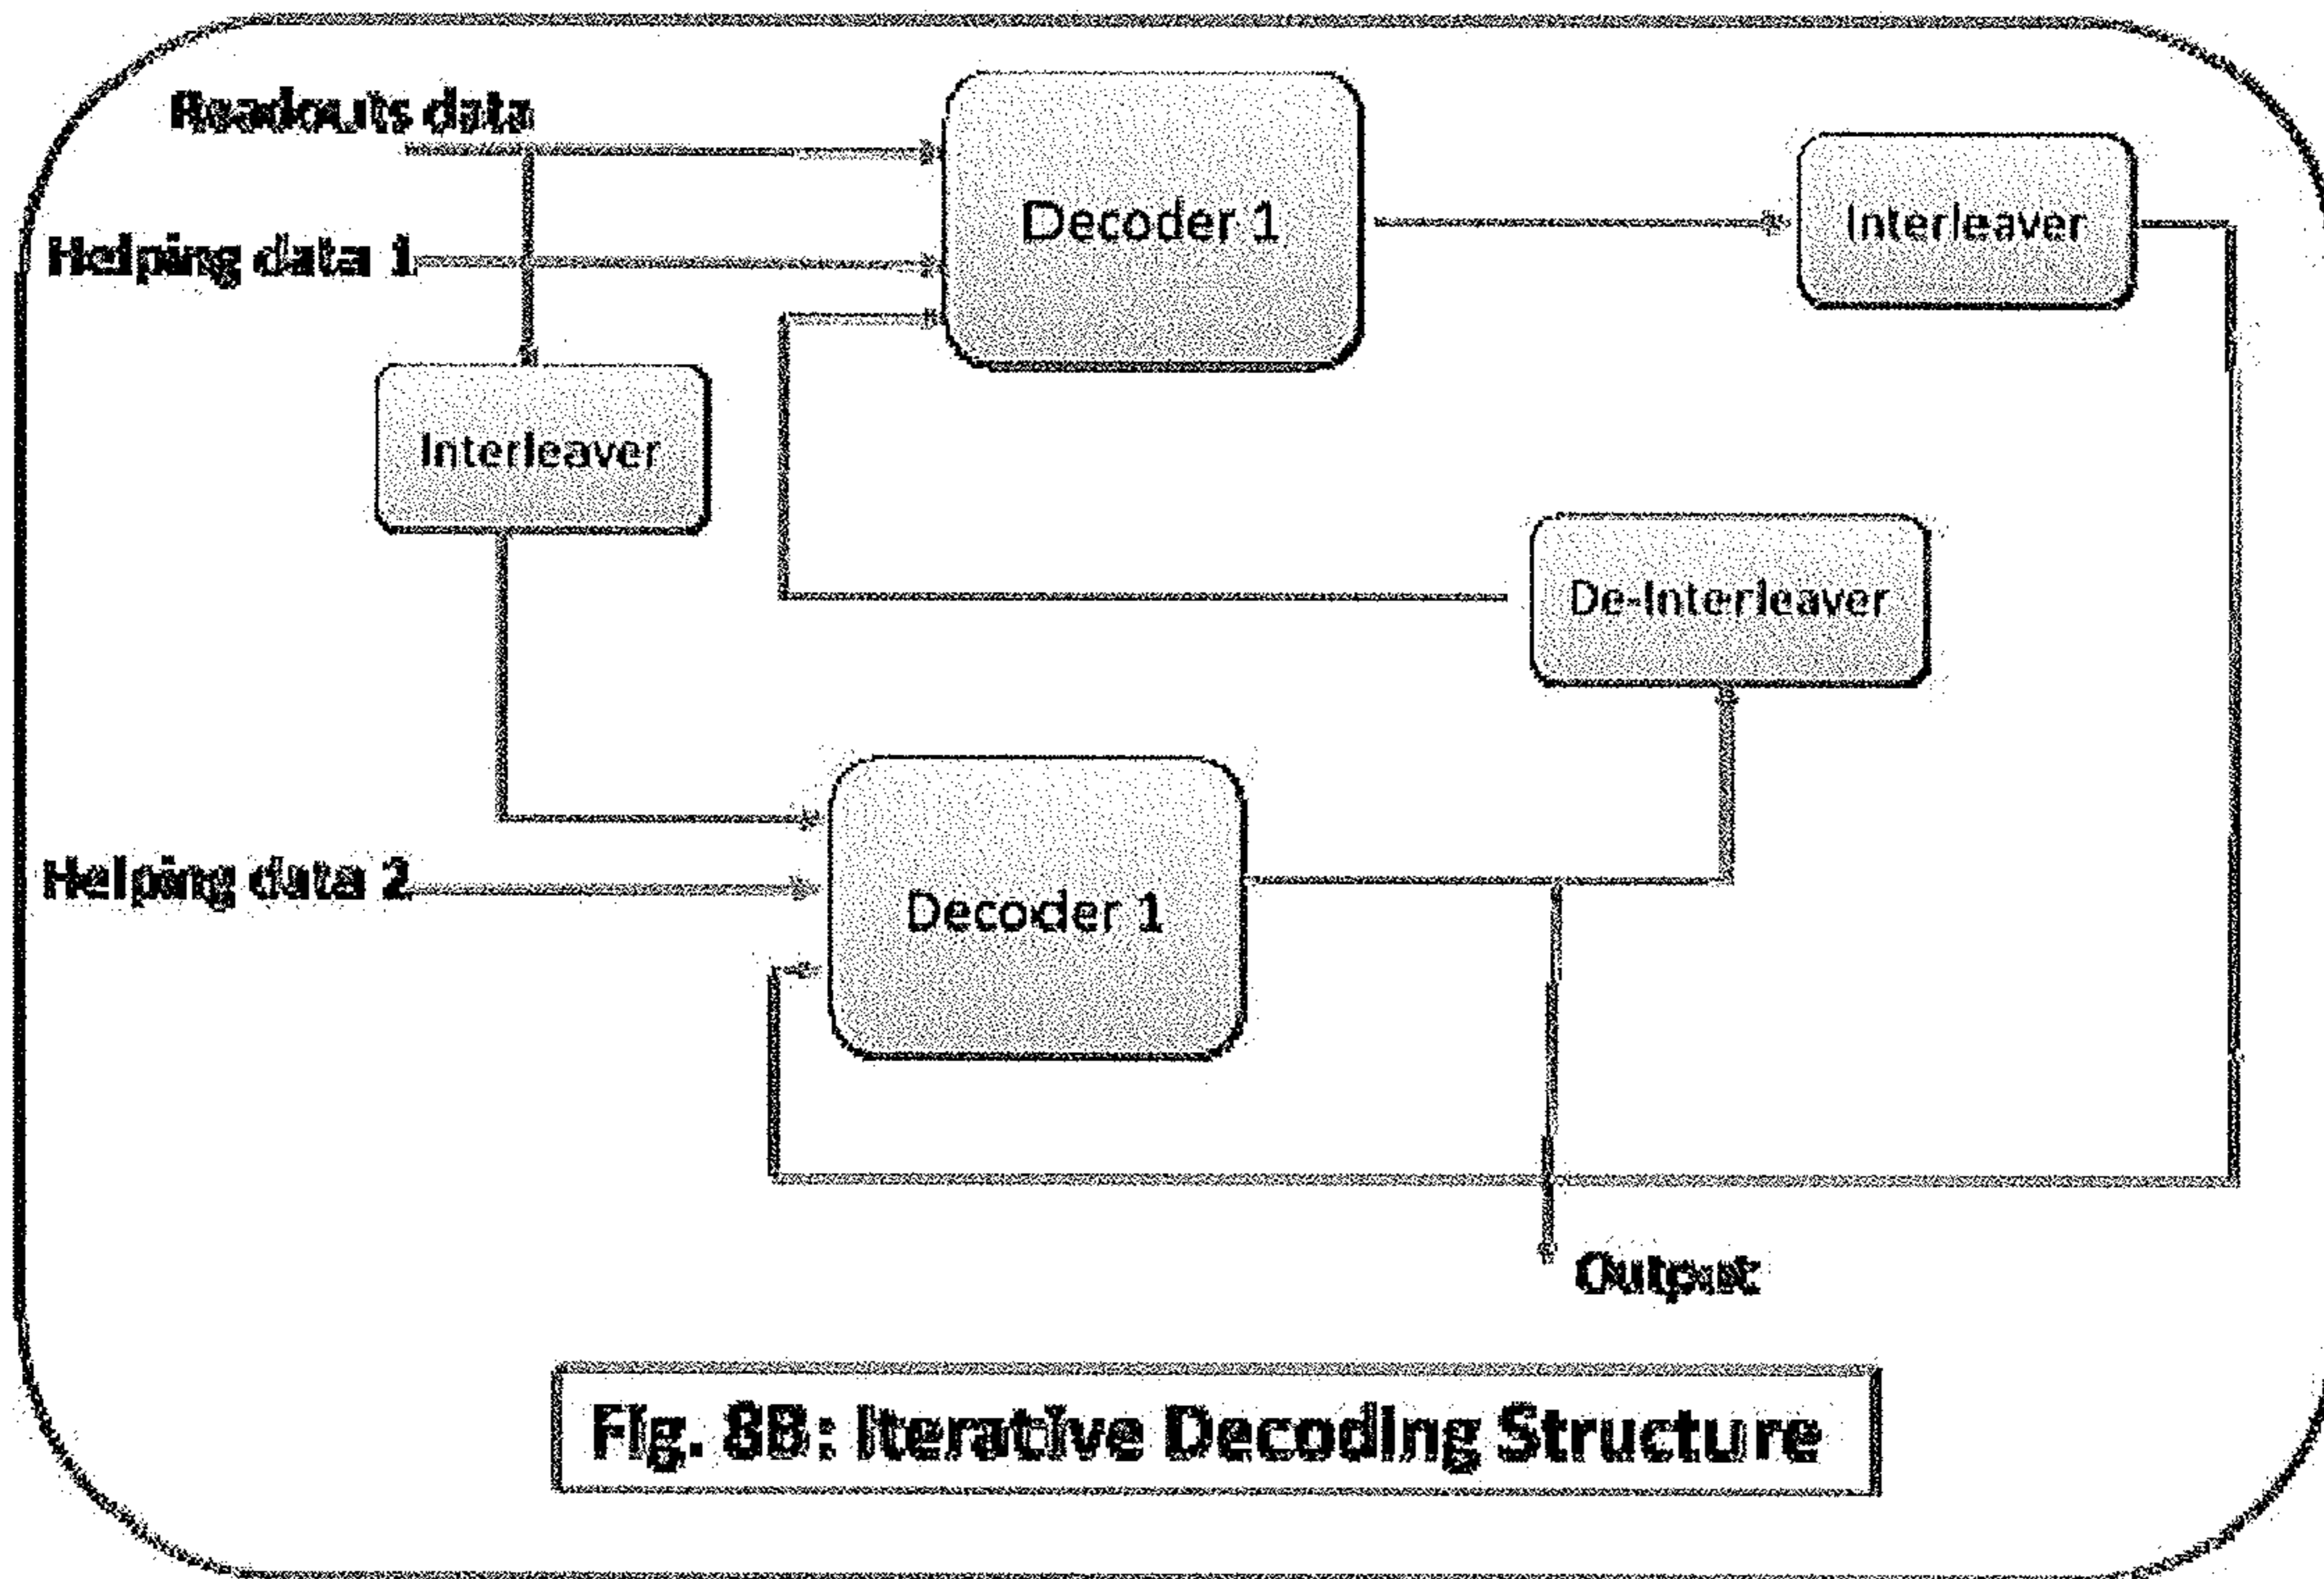 Readouts data
Decoder 1
Interleaver
Helping data 1
Interleaver
De-Interleaver
Helping data 2
Decoder 1
Output
Fig. 8B: Iterative Decoding Structure